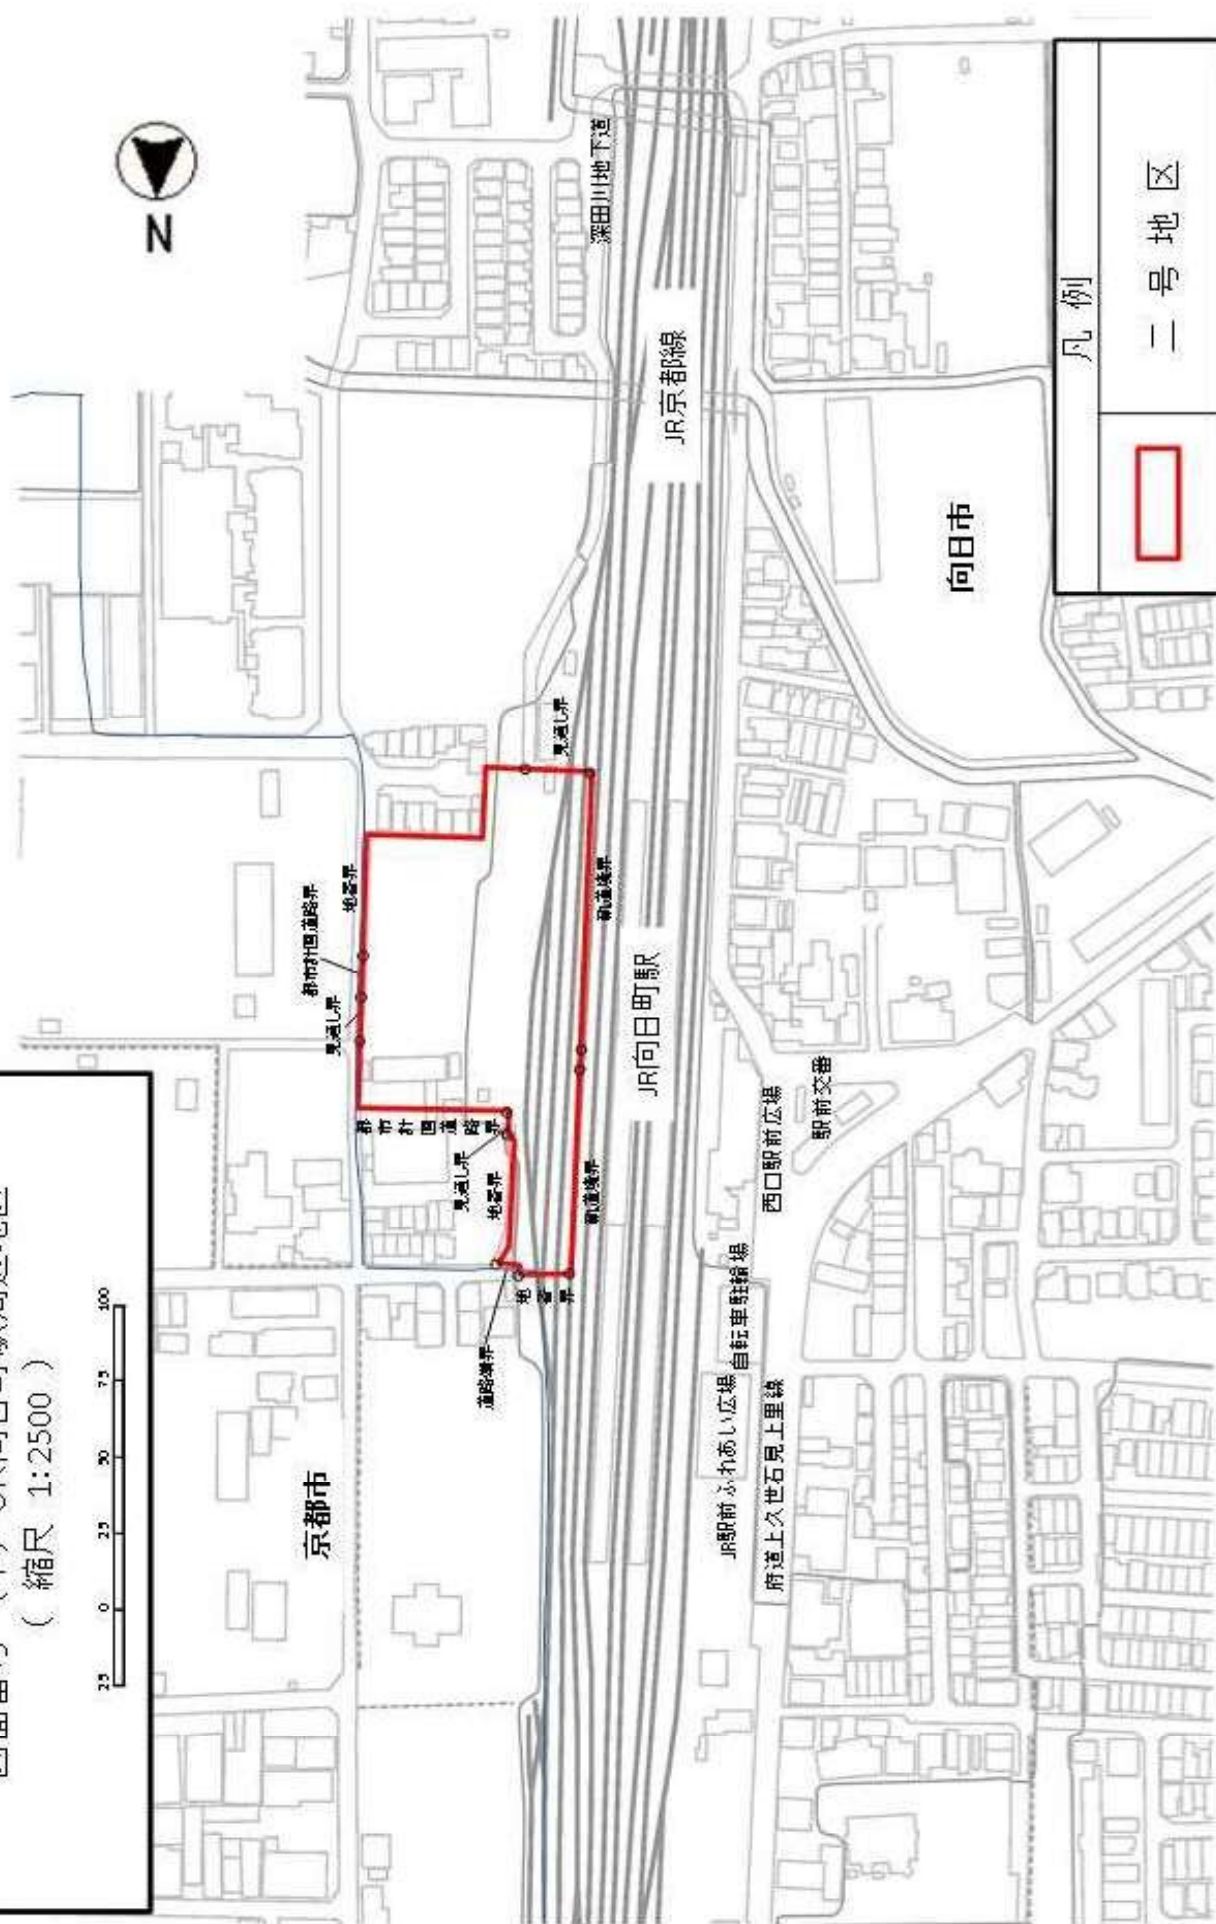 (縮尺 1:2500)
25 0 25 50 75 100
N
凡例
二号地区
京都市
向日市
深田川地下道
JR京都線
JR向日町駅
見通し界
軌道境界
軌道境界
地番界
都市計画道路界
見通し界
都市計画道路界
見通し界
地番界
地番界
道路境界
西口駅前広場
駅前交番
自転車駐輪場
JR駅前ふれあい広場
府道上久世石見上里線